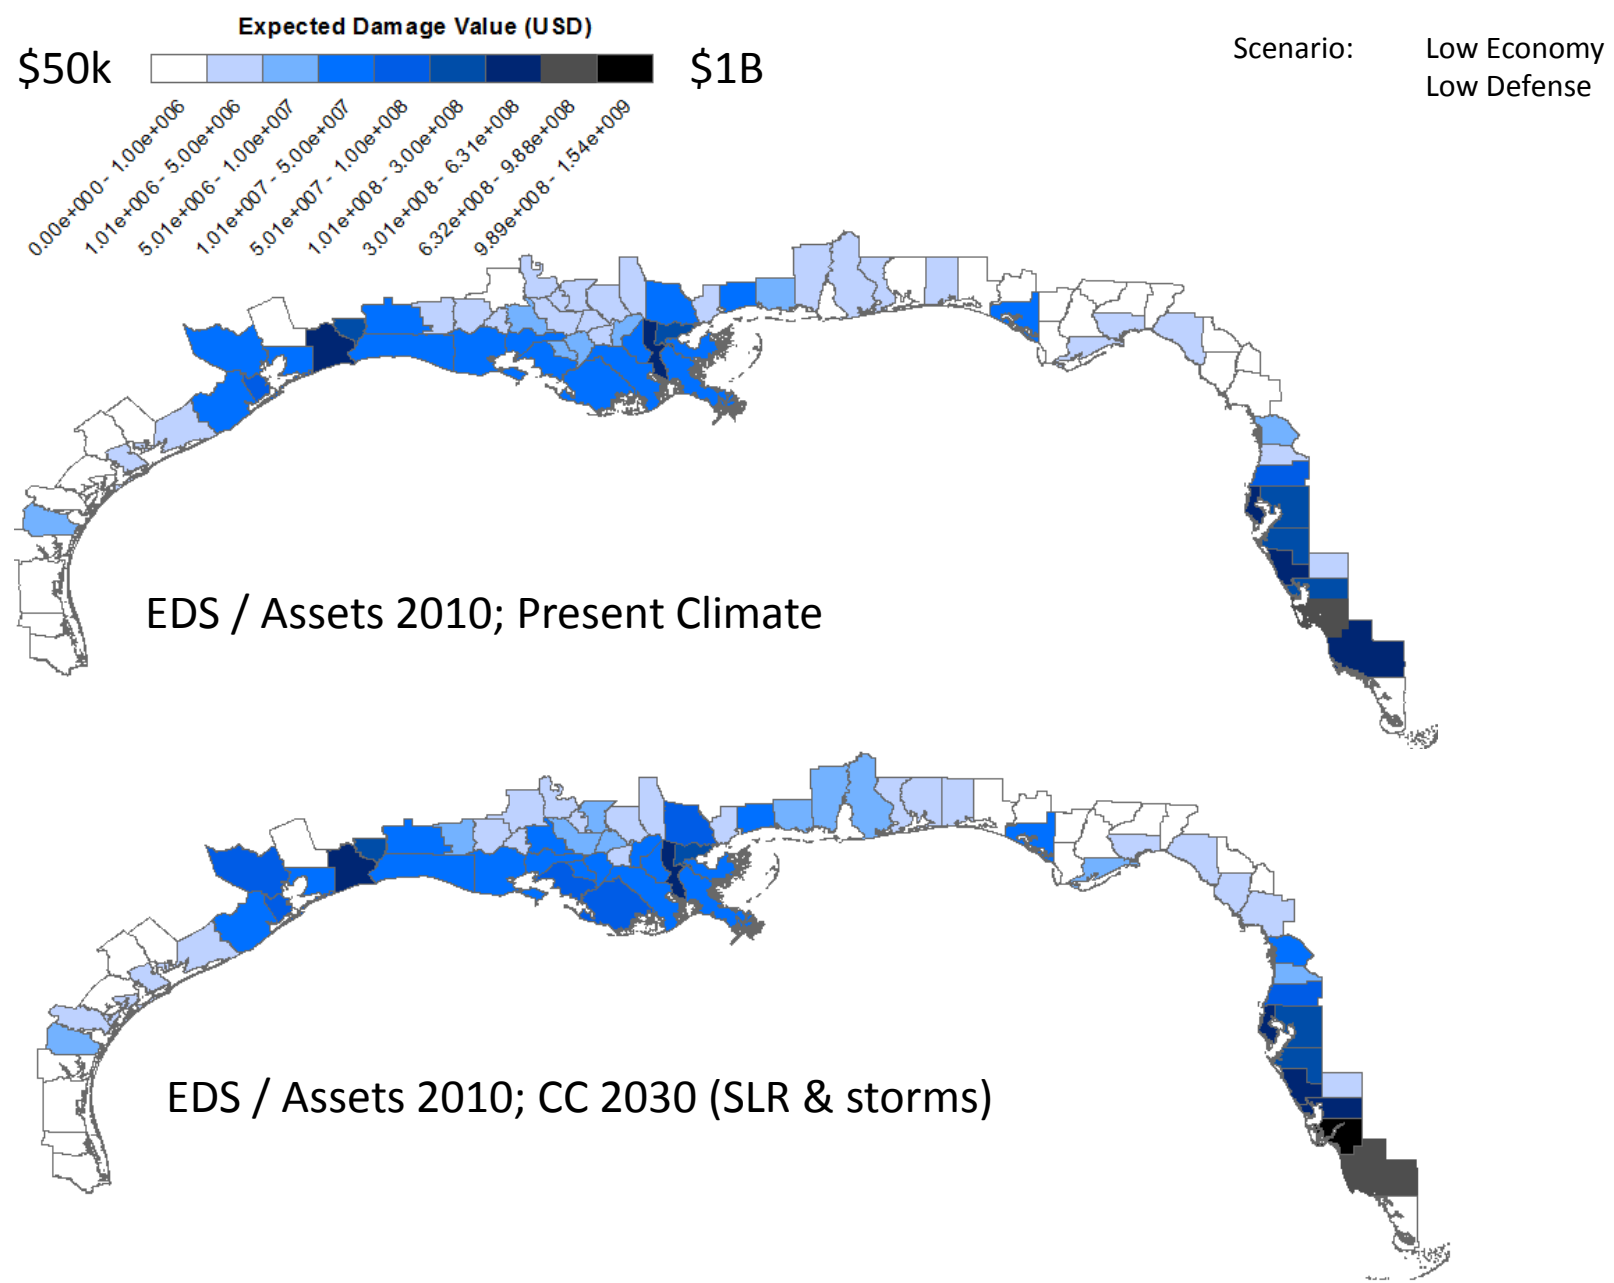 Expected Damage Value (USD)
$50k
$1B
Scenario: Low Economy
Low Defense
0.00e+000 - 1.00e+006
1.01e+006 - 5.00e+006
5.01e+006 - 1.00e+007
1.01e+007 - 5.00e+007
5.01e+007 - 1.00e+008
1.01e+008 - 3.00e+008
3.01e+008 - 6.31e+008
6.32e+008 - 9.88e+008
9.89e+008 - 1.54e+009
EDS / Assets 2010; Present Climate
EDS / Assets 2010; CC 2030 (SLR & storms)